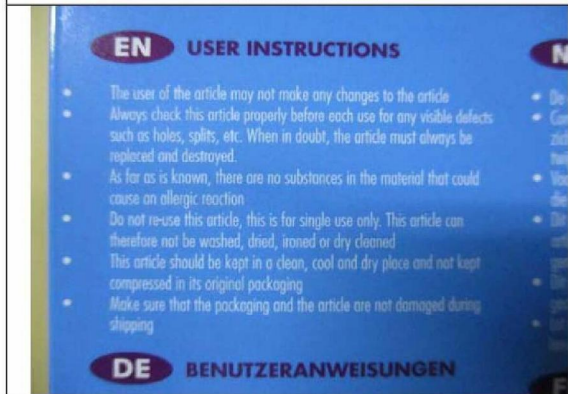 EN USER INSTRUCTIONS
• The user of the article may not make any changes to the article
• Always check this article properly before each use for any visible defects
such as holes, splits, etc. When in doubt, the article must always be
replaced and destrayed.
• As far as is known, there are no substances in the material that could
cause an allergic reaction
• Do not re-use this article, this is for single use only. This article can
therefore not be washed, dried, ironed or dry cleaned
• This article should be kept in a clean, cool and dry place and not kept
compressed in its original packaging
• Make sure that the packaging and the article are not damaged during
shipping
DE BENUTZERANWEISUNGEN
N
• De